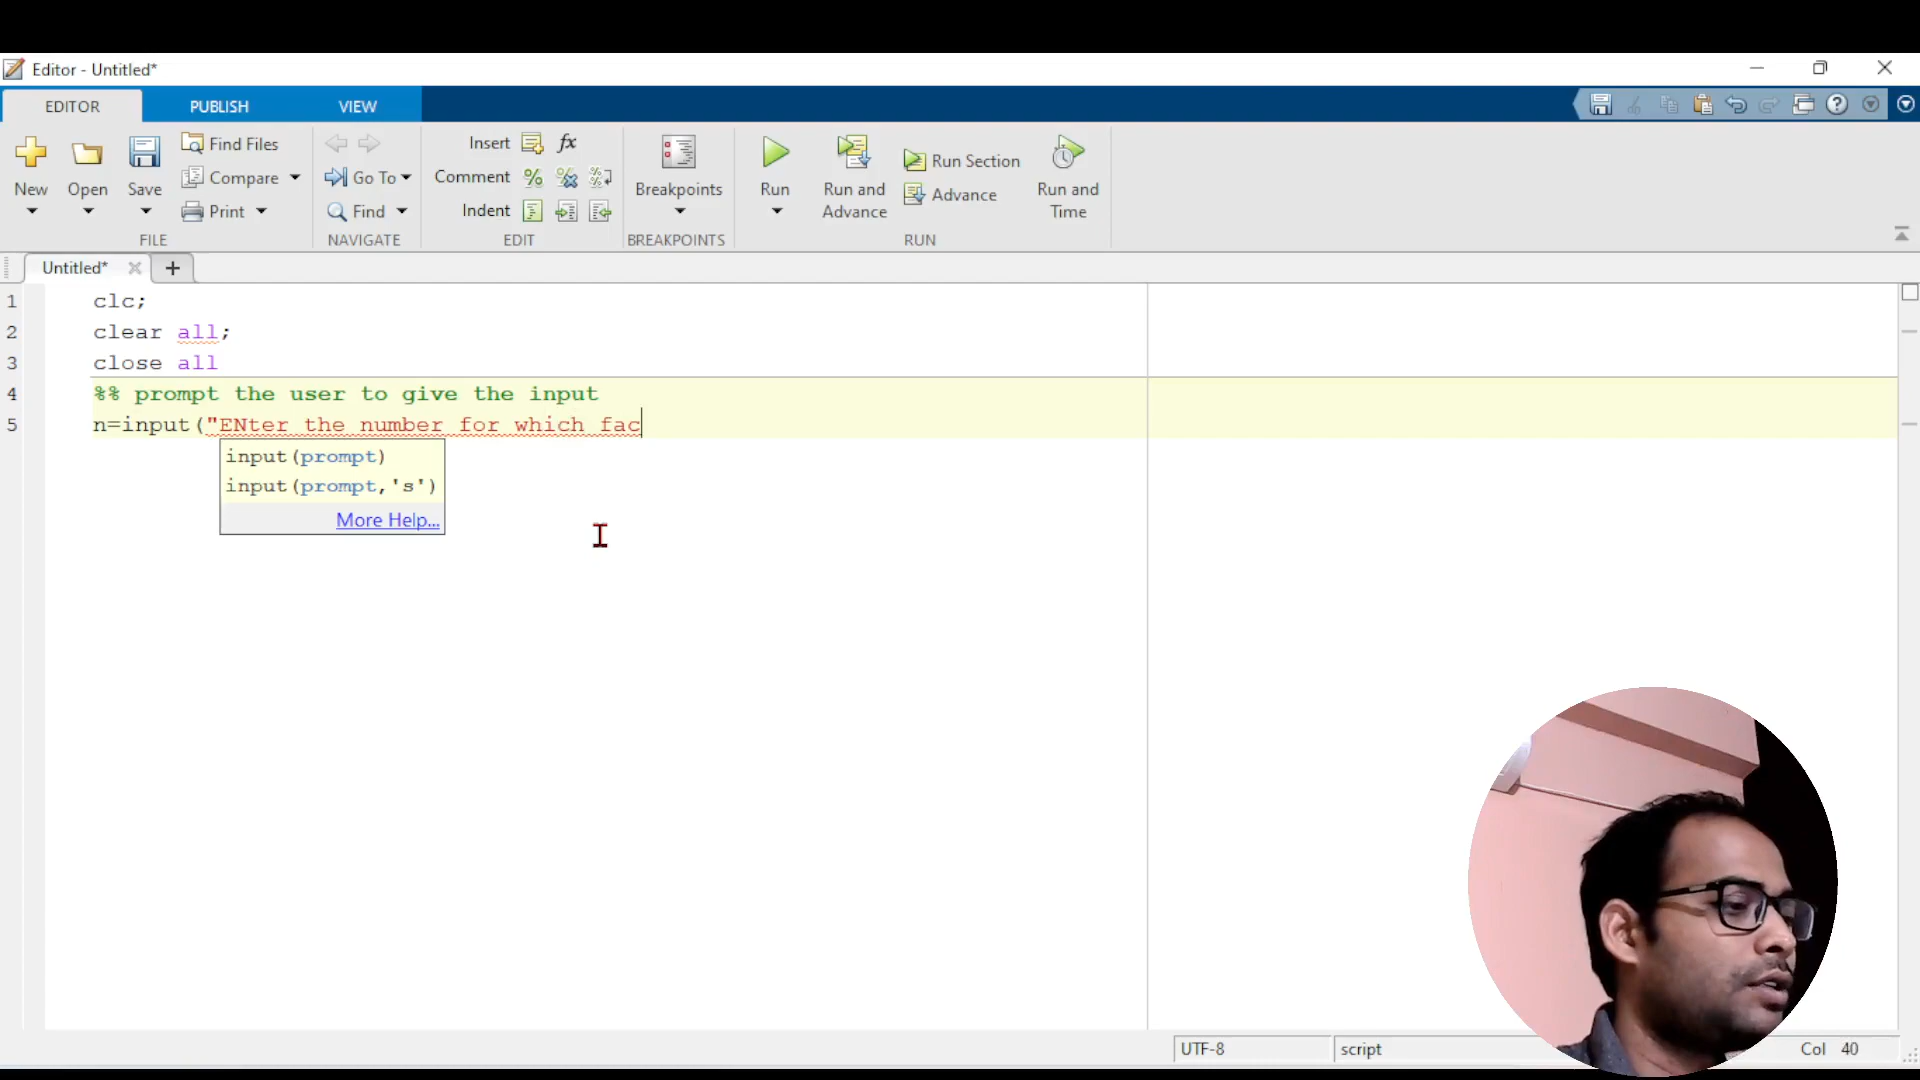 Editor - Untitled*
EDITOR PUBLISH VIEW
New
Open
Save
Find Files
Compare
Print
FILE
Go To
Find
NAVIGATE
Insert fx
Comment
Indent
EDIT
Breakpoints
BREAKPOINTS
Run
Run and
Advance
Run Section
Advance
Run and
Time
RUN
Untitled* +
1 clc;
2 clear all;
3 close all
4 %% prompt the user to give the input
5 n=input("ENter the number for which fac
input(prompt)
input(prompt,'s')
More Help...
UTF-8 script Col 40